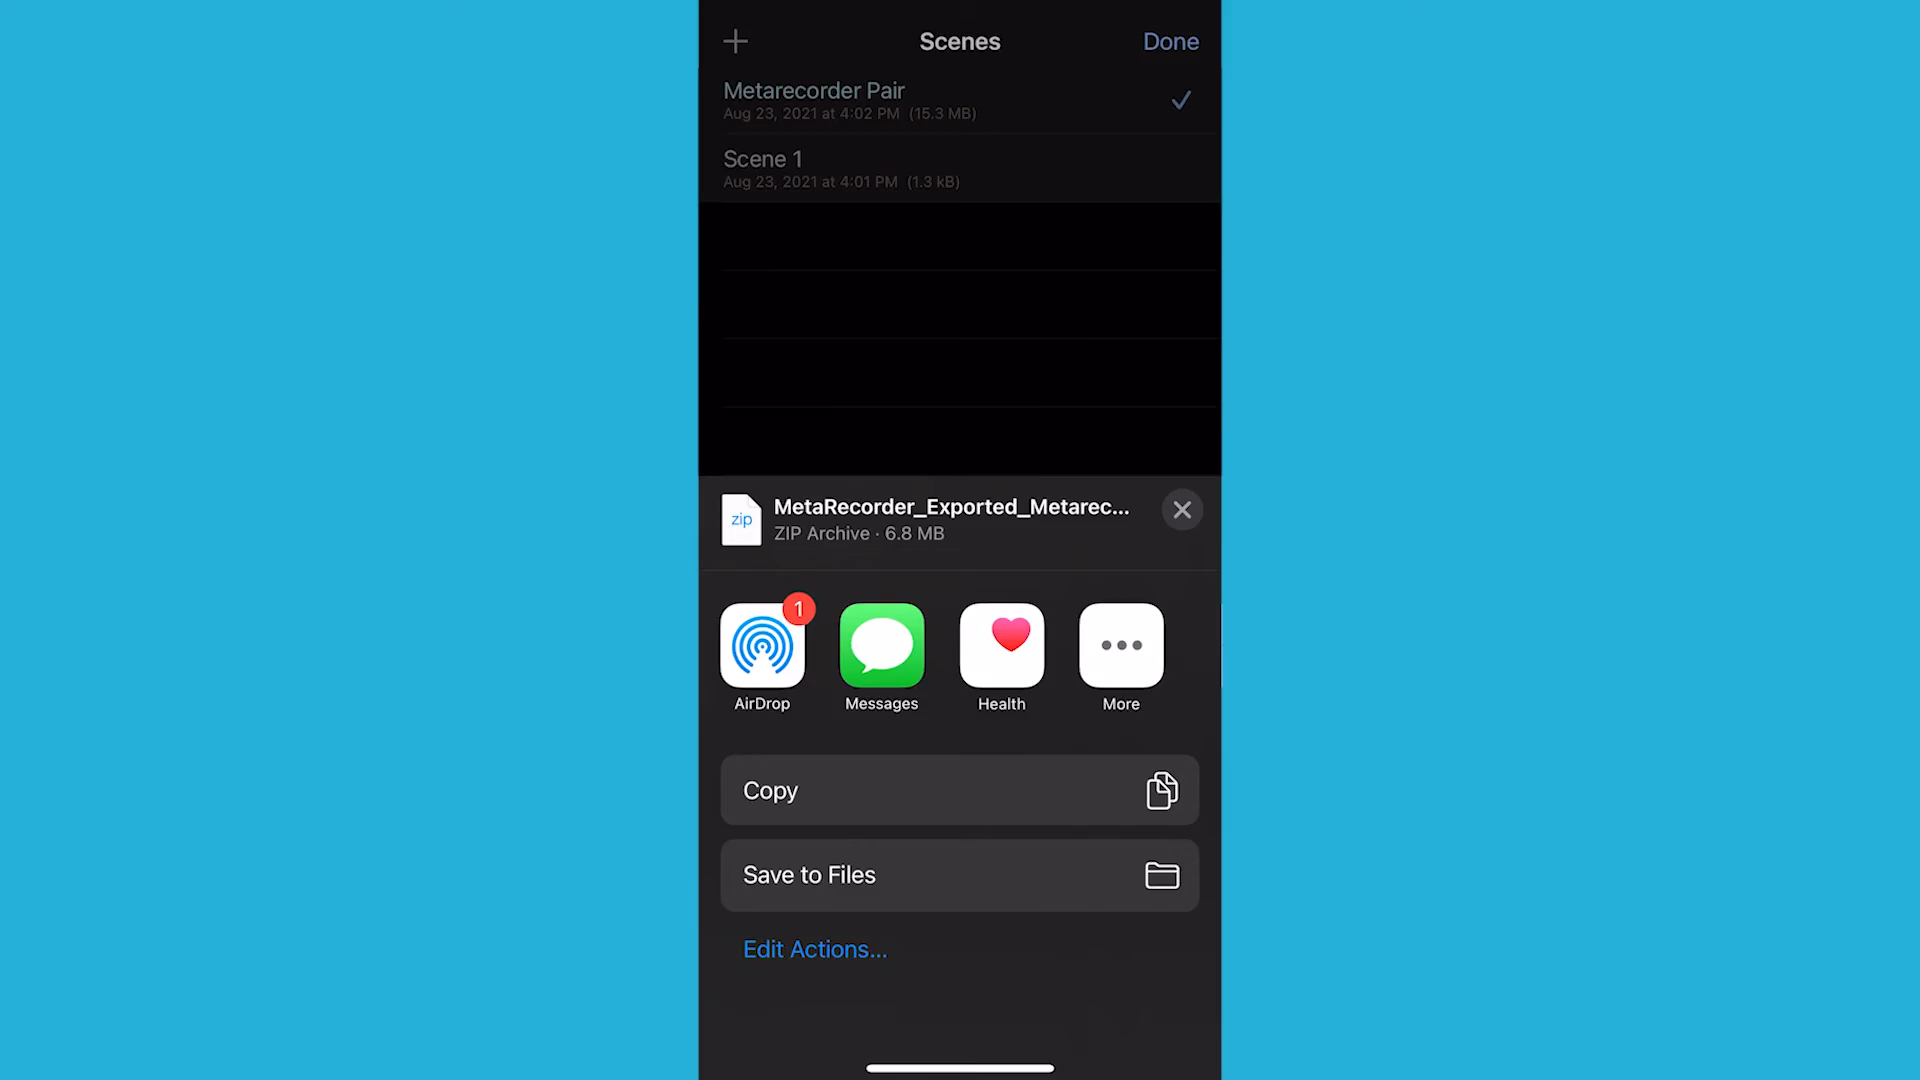 Scenes
Done
Metarecorder Pair
Aug 23, 2021 at 4:02 PM (15.3 MB)
Scene 1
Aug 23, 2021 at 4:01 PM (1.3 kB)
zip
MetaRecorder_Exported_Metarec...
ZIP Archive · 6.8 MB
1
AirDrop
Messages
Health
More
Copy
Save to Files
Edit Actions...